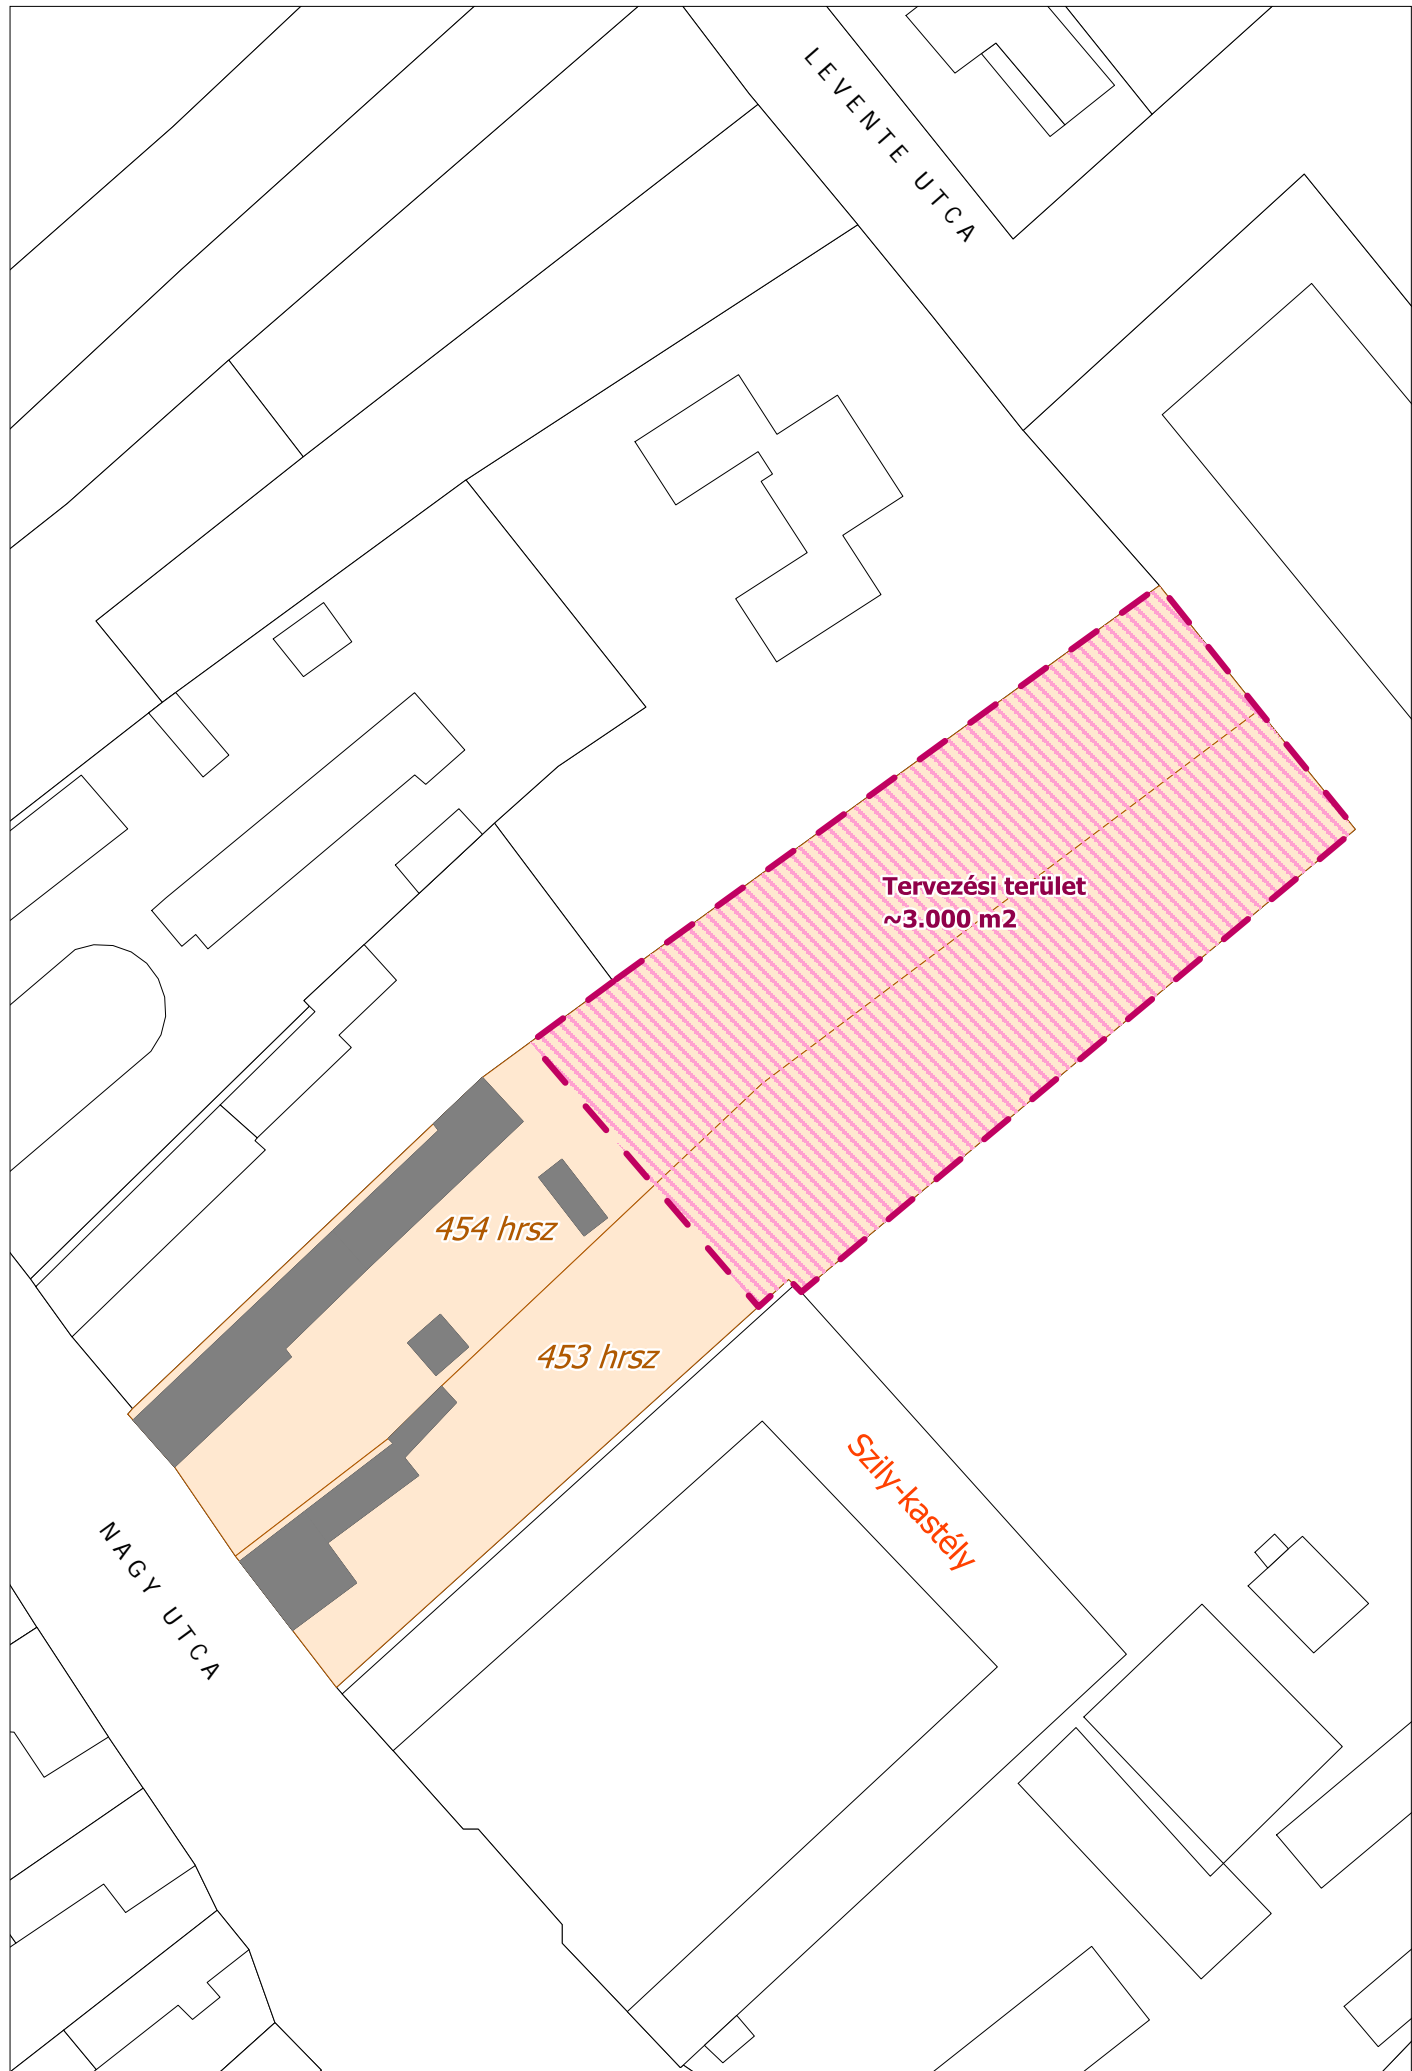 LEVENTE UTCA
Tervezési terület
~3.000 m2
454 hrsz
453 hrsz
Szily-kastély
NAGY UTCA